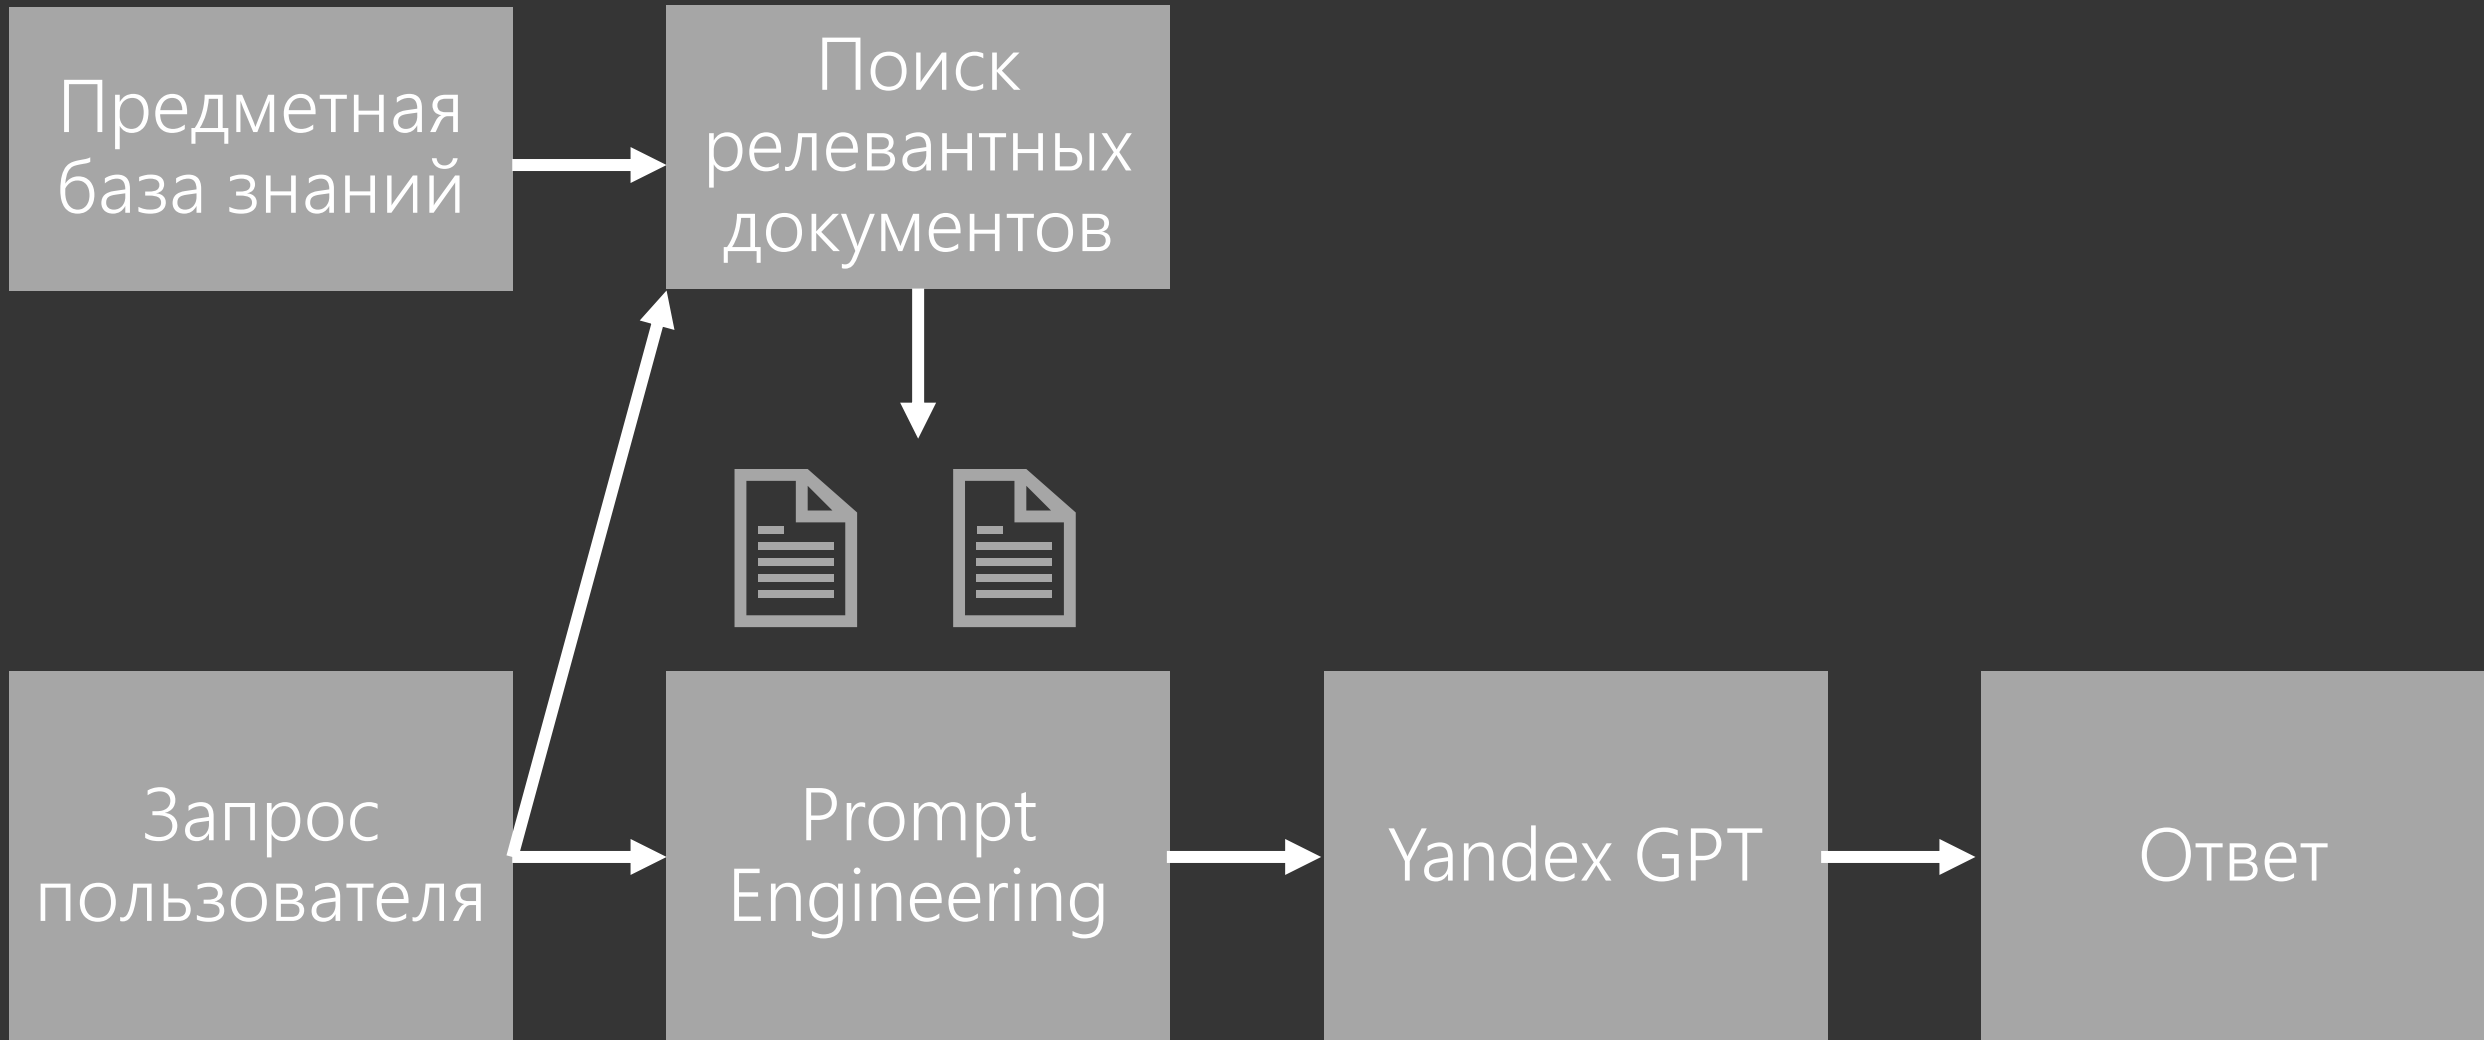 Предметная
база знаний
Поиск
релевантных
документов
Запрос
пользователя
Prompt
Engineering
Yandex GPT
Ответ